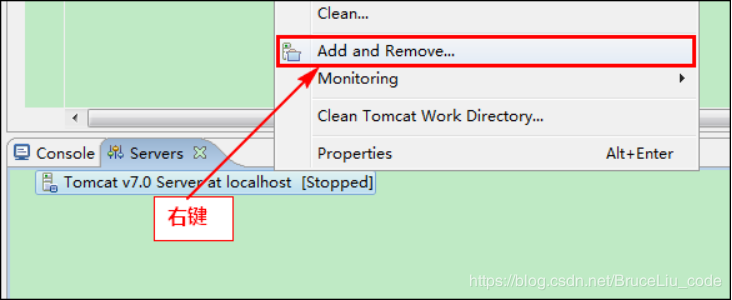 Clean...
Add and Remove...
Monitoring
Clean Tomcat Work Directory...
Properties Alt+Enter
Console Servers
Tomcat v7.0 Server at localhost [Stopped]
右键
https://blog.csdn.net/BruceLiu_code